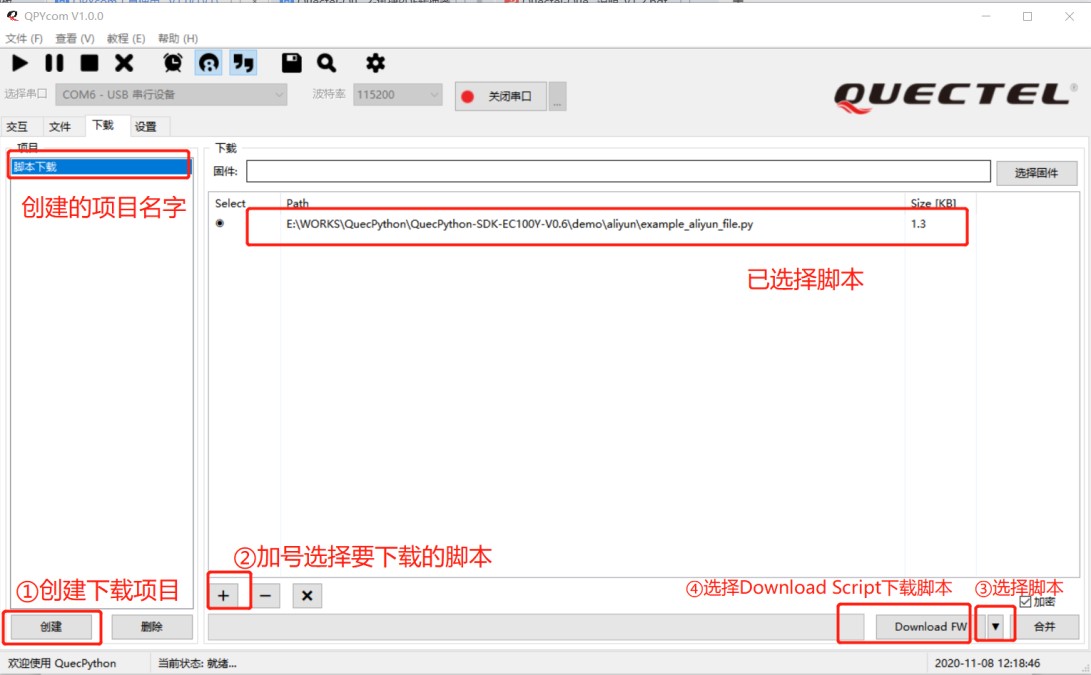 QPYcom V1.0.0
文件 (F) 查看 (V) 教程 (E) 帮助 (H)
选择串口 COM6 - USB 串行设备 波特率 115200 关闭串口 ...
QUECTEL®
交互 文件 下载 设置
项目
脚本下载
创建的项目名字
下载
固件: 选择固件
Select Path Size [KB]
E:\WORKS\QuecPython\QuecPython-SDK-EC100Y-V0.6\demo\aliyun\example_aliyun_file.py 1.3
已选择脚本
②加号选择要下载的脚本
①创建下载项目
④选择Download Script下载脚本
③选择脚本
加密
创建 删除 Download FW 合并
欢迎使用 QuecPython 当前状态: 就绪... 2020-11-08 12:18:46